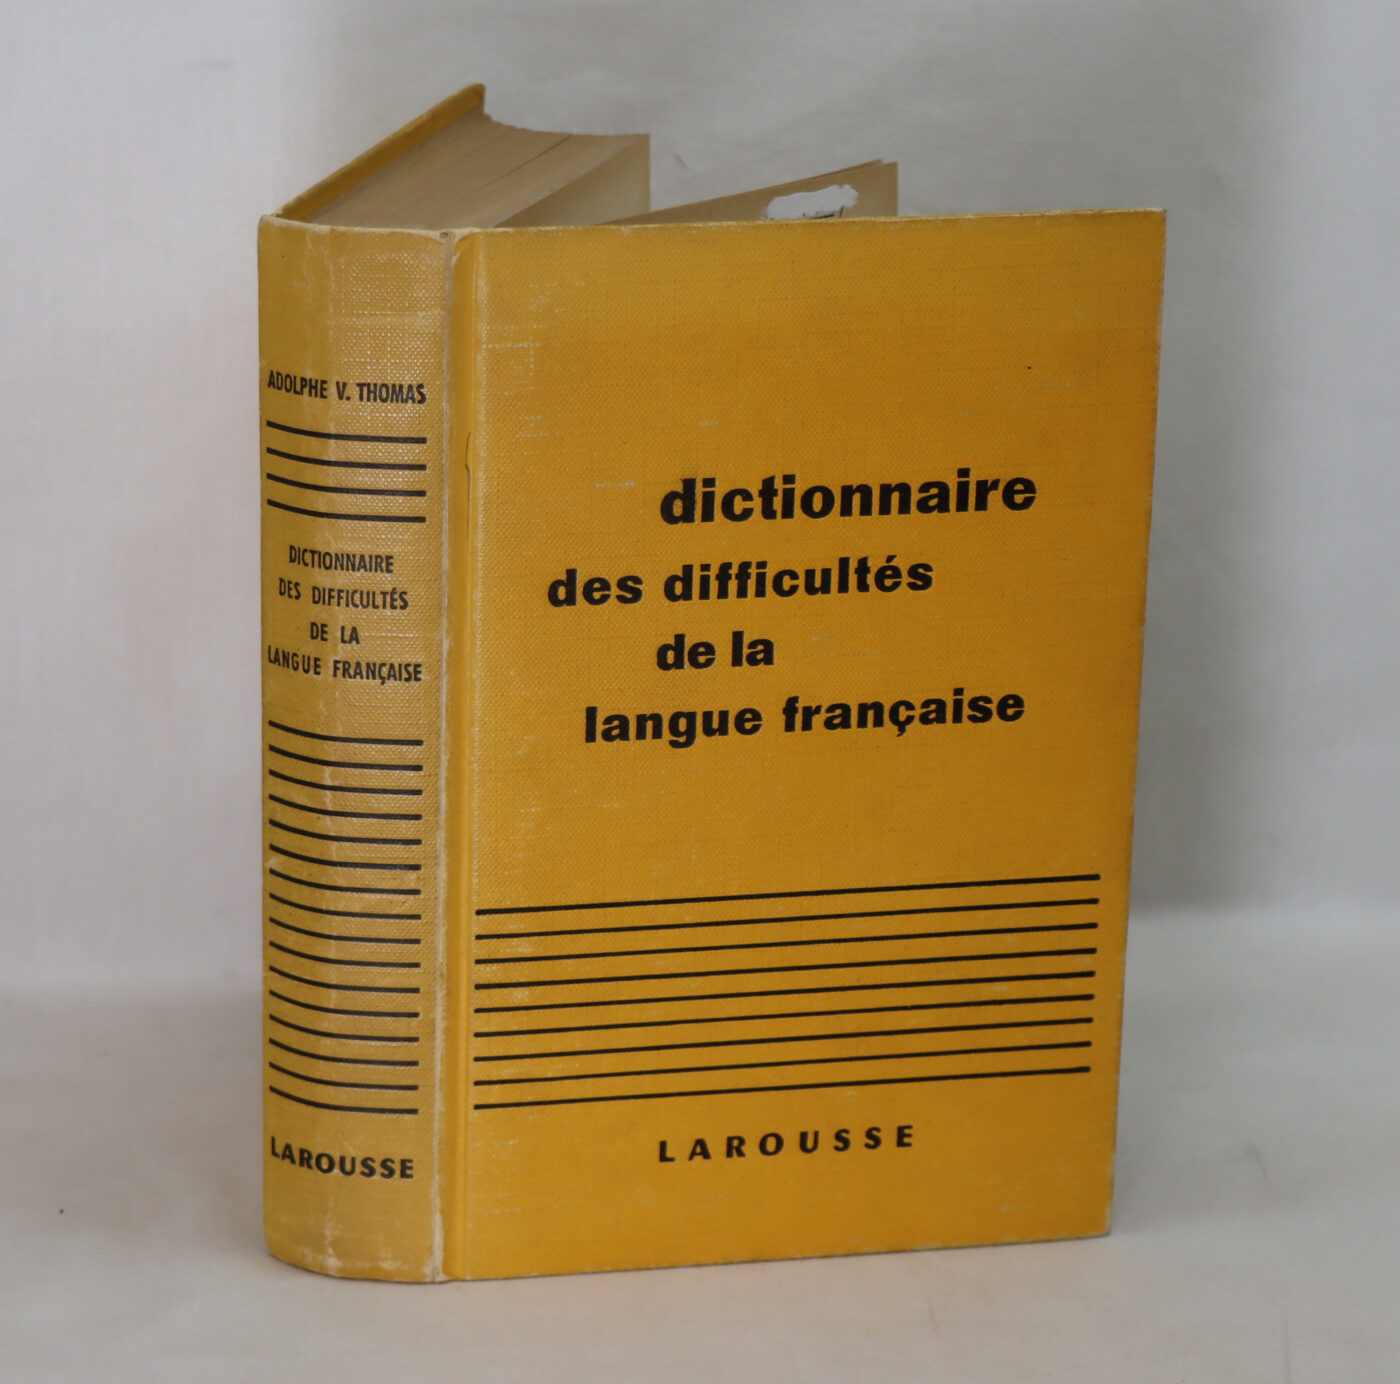 ADOLPHE V. THOMAS
DICTIONNAIRE
DES DIFFICULTÉS
DE LA
LANGUE FRANÇAISE
LAROUSSE
dictionnaire
des difficultés
de la
langue française
LAROUSSE